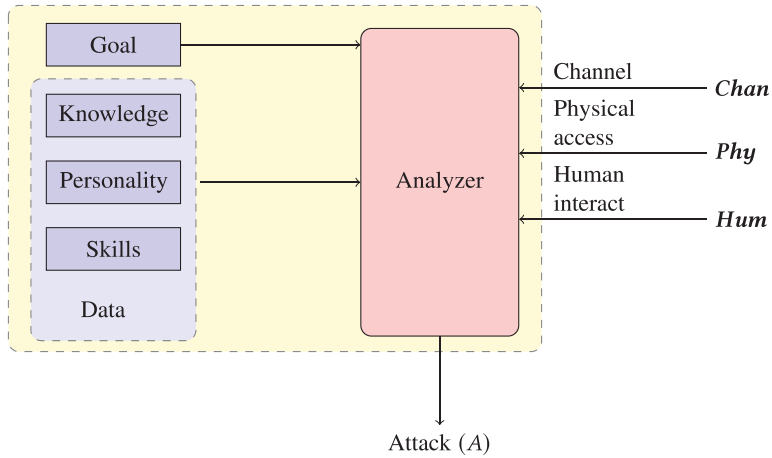 Goal
Knowledge
Personality
Skills
Data
Analyzer
Channel
Chan
Physical
access
Phy
Human
interact
Hum
Attack (A)